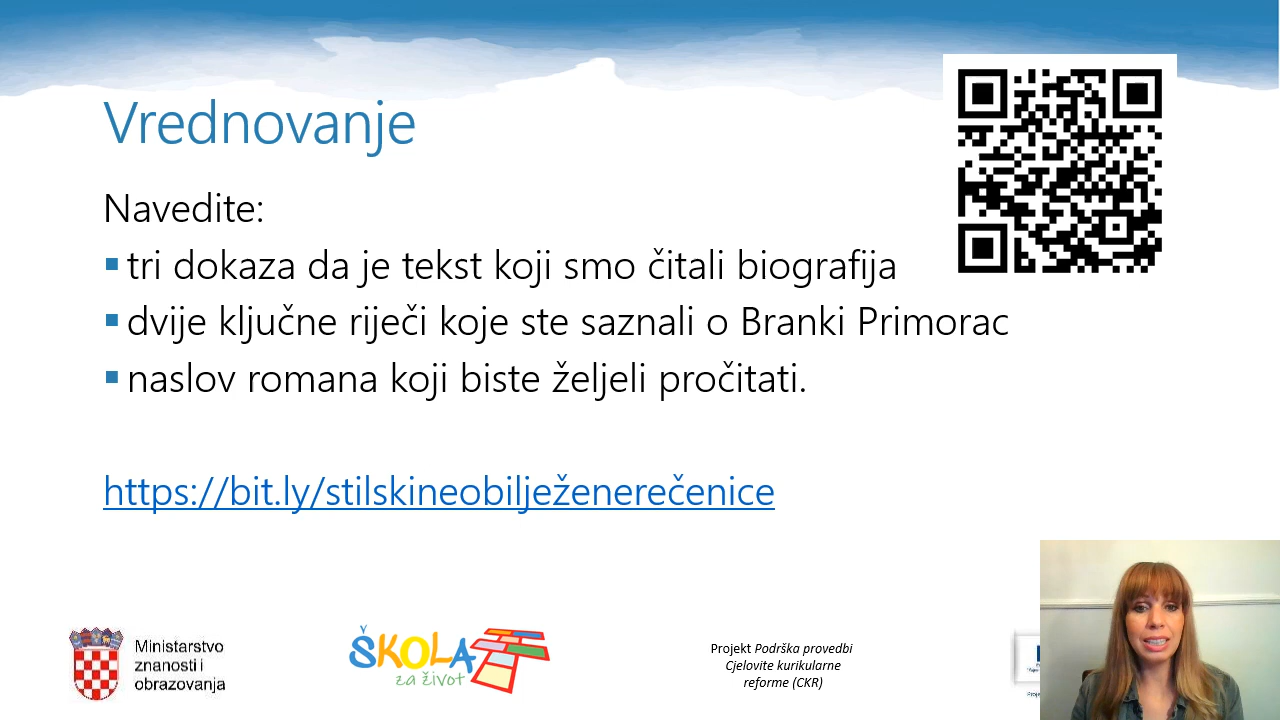 Vrednovanje
Navedite:
tri dokaza da je tekst koji smo čitali biografija
dvije ključne riječi koje ste saznali o Branki Primorac
naslov romana koji biste željeli pročitati.
https://bit.ly/stilskineobilježenerečenice
Ministarstvo
znanosti i
obrazovanja
ŠKOLA
za život
Projekt Podrška provedbi
Cjelovite kurikularne
reforme (CKR)